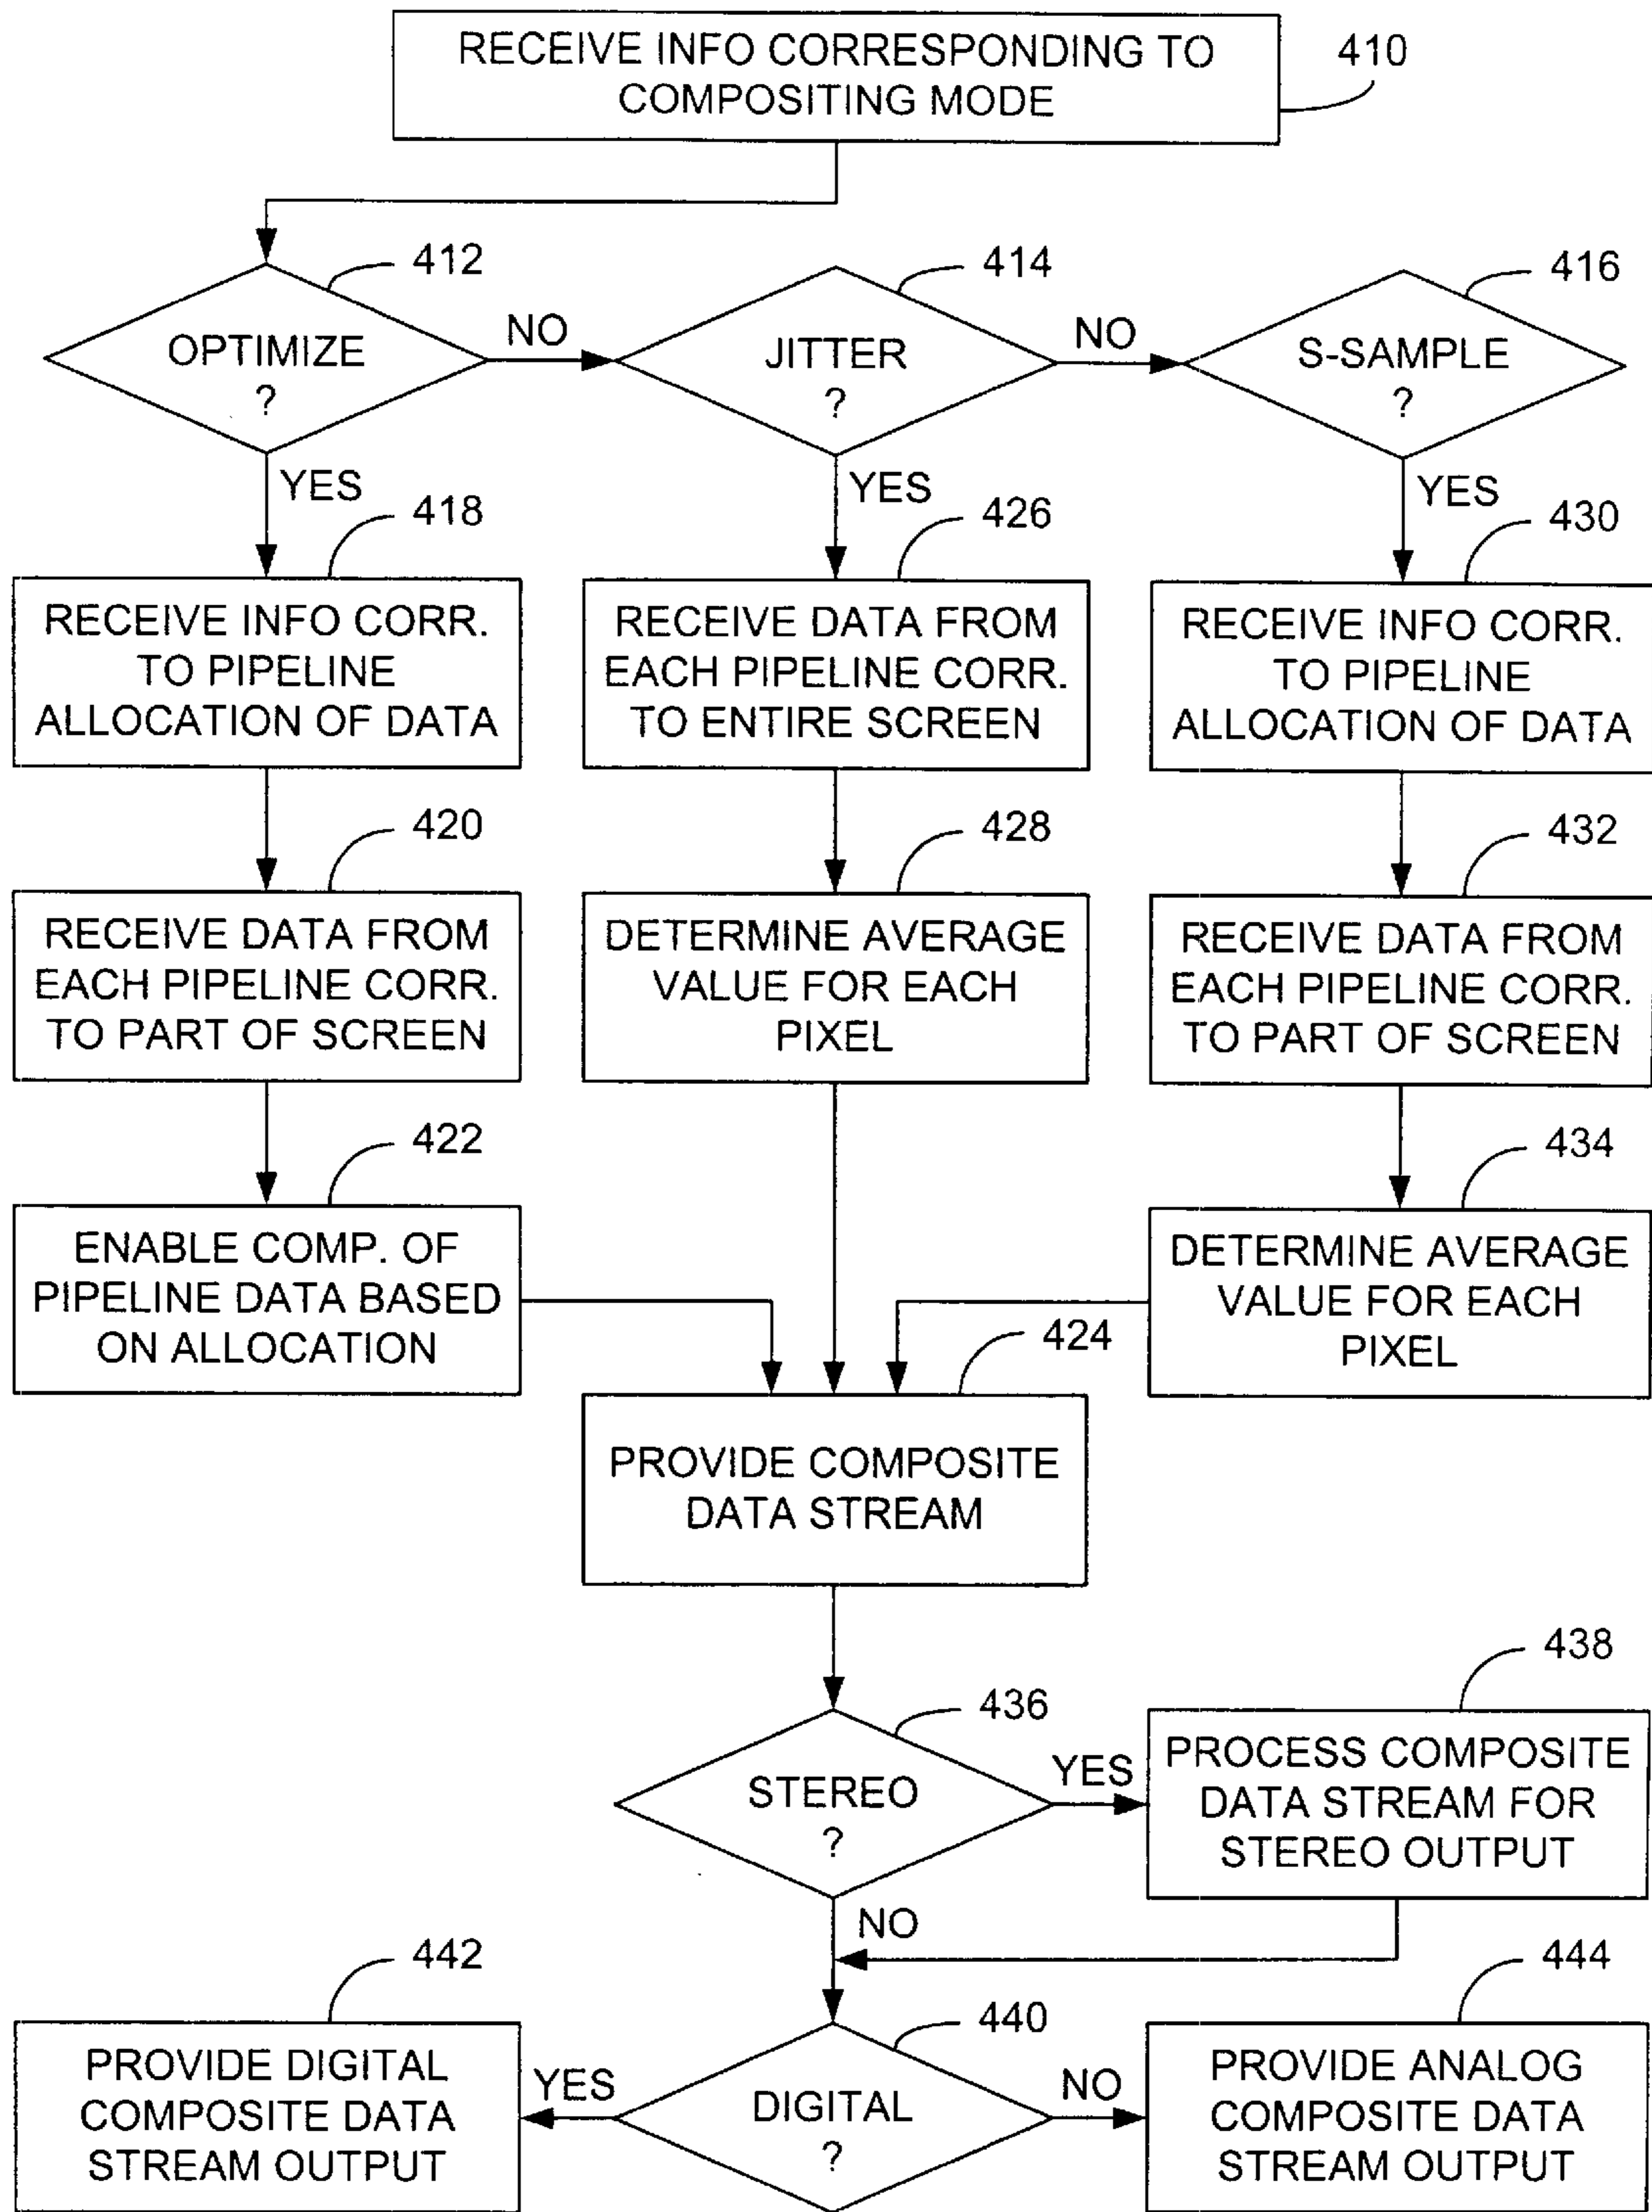 RECEIVE INFO CORRESPONDING TO
COMPOSITING MODE
410
412
414
416
OPTIMIZE
?
NO
JITTER
?
NO
S-SAMPLE
?
YES
YES
YES
418
426
430
RECEIVE INFO CORR.
TO PIPELINE
ALLOCATION OF DATA
RECEIVE DATA FROM
EACH PIPELINE CORR.
TO ENTIRE SCREEN
RECEIVE INFO CORR.
TO PIPELINE
ALLOCATION OF DATA
420
428
432
RECEIVE DATA FROM
EACH PIPELINE CORR.
TO PART OF SCREEN
DETERMINE AVERAGE
VALUE FOR EACH
PIXEL
RECEIVE DATA FROM
EACH PIPELINE CORR.
TO PART OF SCREEN
422
434
ENABLE COMP. OF
PIPELINE DATA BASED
ON ALLOCATION
DETERMINE AVERAGE
VALUE FOR EACH
PIXEL
424
PROVIDE COMPOSITE
DATA STREAM
436
438
STEREO
?
YES
PROCESS COMPOSITE
DATA STREAM FOR
STEREO OUTPUT
NO
442
440
444
PROVIDE DIGITAL
COMPOSITE DATA
STREAM OUTPUT
YES
DIGITAL
?
NO
PROVIDE ANALOG
COMPOSITE DATA
STREAM OUTPUT